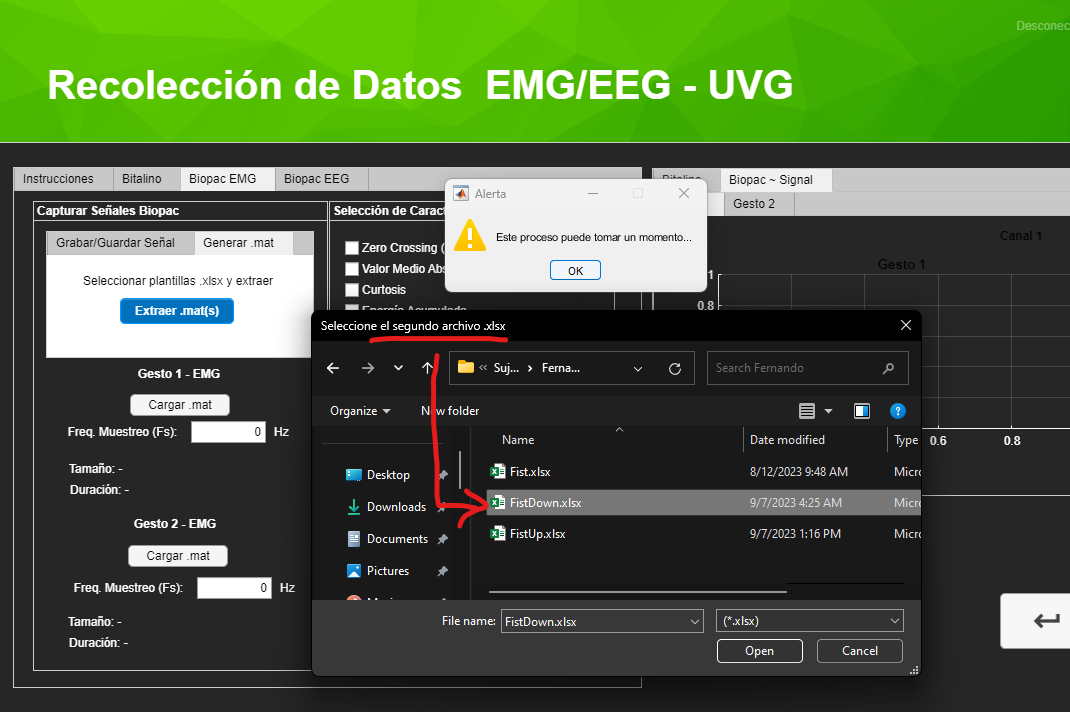 Desconec
Recolección de Datos EMG/EEG - UVG
Instrucciones
Bitalino
Biopac EMG
Biopac EEG
Capturar Señales Biopac
Grabar/Guardar Señal
Generar .mat
Seleccionar plantillas .xlsx y extraer
Extraer .mat(s)
Gesto 1 - EMG
Cargar .mat
Freq. Muestreo (Fs): 0 Hz
Tamaño: -
Duración: -
Gesto 2 - EMG
Cargar .mat
Freq. Muestreo (Fs): 0 Hz
Tamaño: -
Duración: -
Selección de Caract
Zero Crossing (
Valor Medio Abs
Curtosis
Energía Acumulada
Alerta
Este proceso puede tomar un momento...
OK
Bitalino
Biopac ~ Signal
Gesto 2
Canal 1
Gesto 1
1
0.8
0.6
0.8
Seleccione el segundo archivo .xlsx
« Suj... › Ferna...
Search Fernando
Organize
New folder
?
Desktop
Downloads
Documents
Pictures
Name
Date modified
Type
Fist.xlsx 8/12/2023 9:48 AM Micro
FistDown.xlsx 9/7/2023 4:25 AM Micro
FistUp.xlsx 9/7/2023 1:16 PM Micro
File name: FistDown.xlsx
(*.xlsx)
Open
Cancel